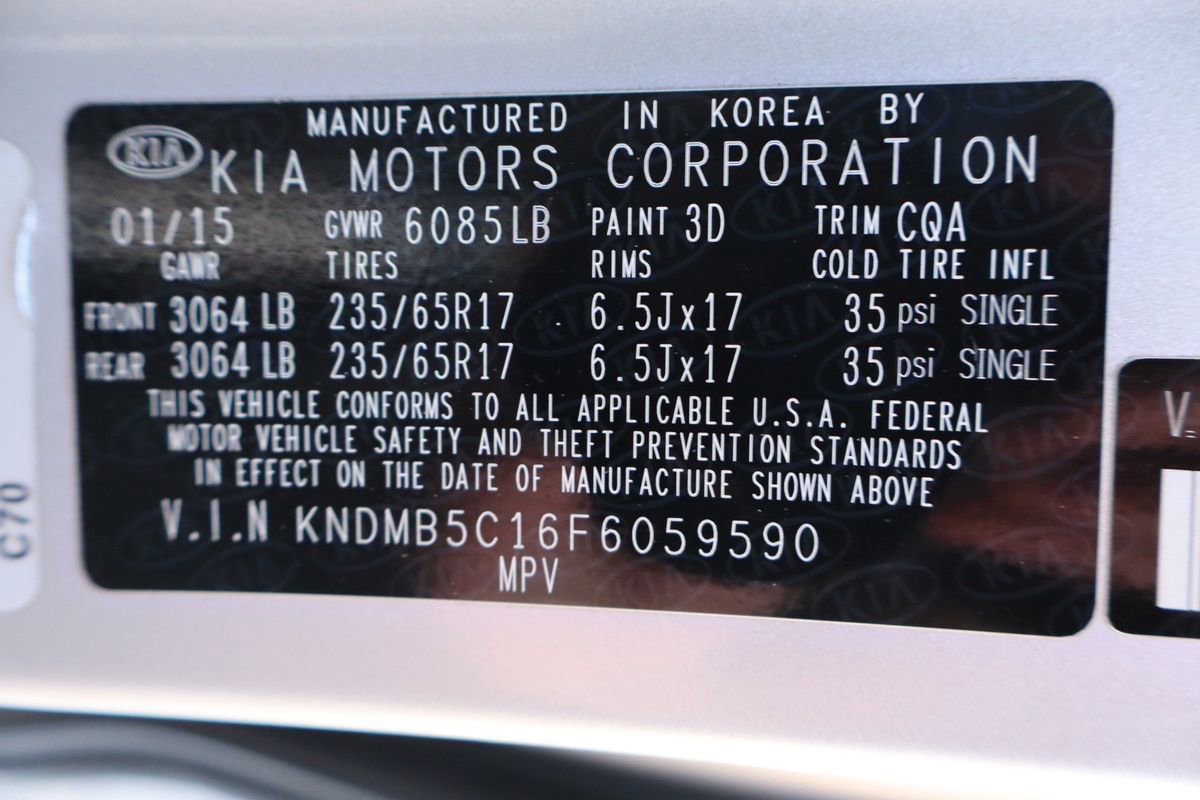 MANUFACTURED IN KOREA BY
KIA KIA MOTORS CORPORATION
01/15 GVWR 6085LB PAINT 3D TRIM CQA
GAWR TIRES RIMS COLD TIRE INFL
FRONT 3064 LB 235/65R17 6.5Jx17 35 psi SINGLE
REAR 3064 LB 235/65R17 6.5Jx17 35 psi SINGLE
THIS VEHICLE CONFORMS TO ALL APPLICABLE U.S.A. FEDERAL
MOTOR VEHICLE SAFETY AND THEFT PREVENTION STANDARDS
IN EFFECT ON THE DATE OF MANUFACTURE SHOWN ABOVE
V.I.N KNDMB5C16F6059590
MPV
C70